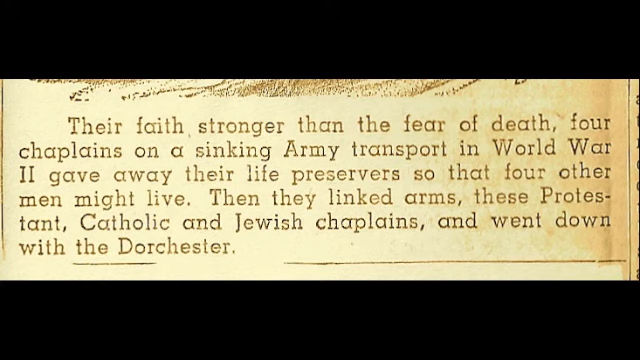 Their faith stronger than the fear of death, four
chaplains on a sinking Army transport in World War
II gave away their life preservers so that four other
men might live. Then they linked arms, these Protes-
tant, Catholic and Jewish chaplains, and went down
with the Dorchester.